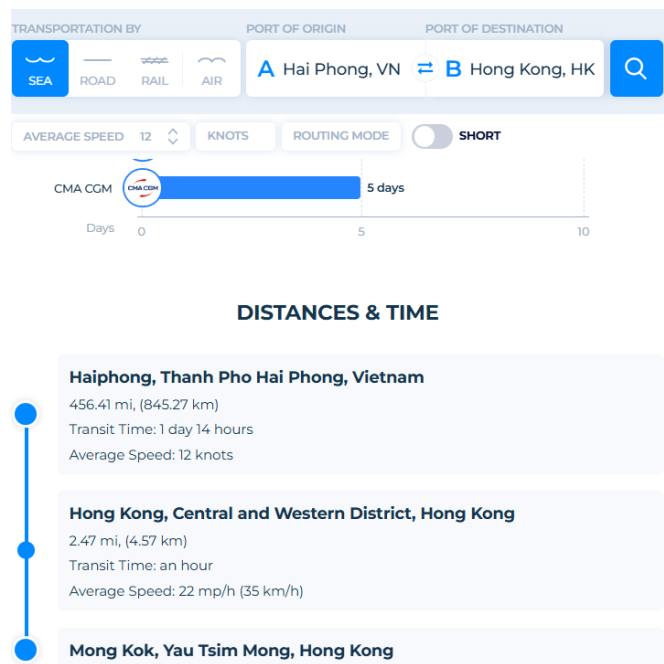 TRANSPORTATION BY
PORT OF ORIGIN
PORT OF DESTINATION
SEA
ROAD
RAIL
AIR
A Hai Phong, VN
B Hong Kong, HK
AVERAGE SPEED 12
KNOTS
ROUTING MODE
SHORT
CMA CGM
CMA CGM
5 days
Days
0
5
10
DISTANCES & TIME
Haiphong, Thanh Pho Hai Phong, Vietnam
456.41 mi, (845.27 km)
Transit Time: 1 day 14 hours
Average Speed: 12 knots
Hong Kong, Central and Western District, Hong Kong
2.47 mi, (4.57 km)
Transit Time: an hour
Average Speed: 22 mp/h (35 km/h)
Mong Kok, Yau Tsim Mong, Hong Kong